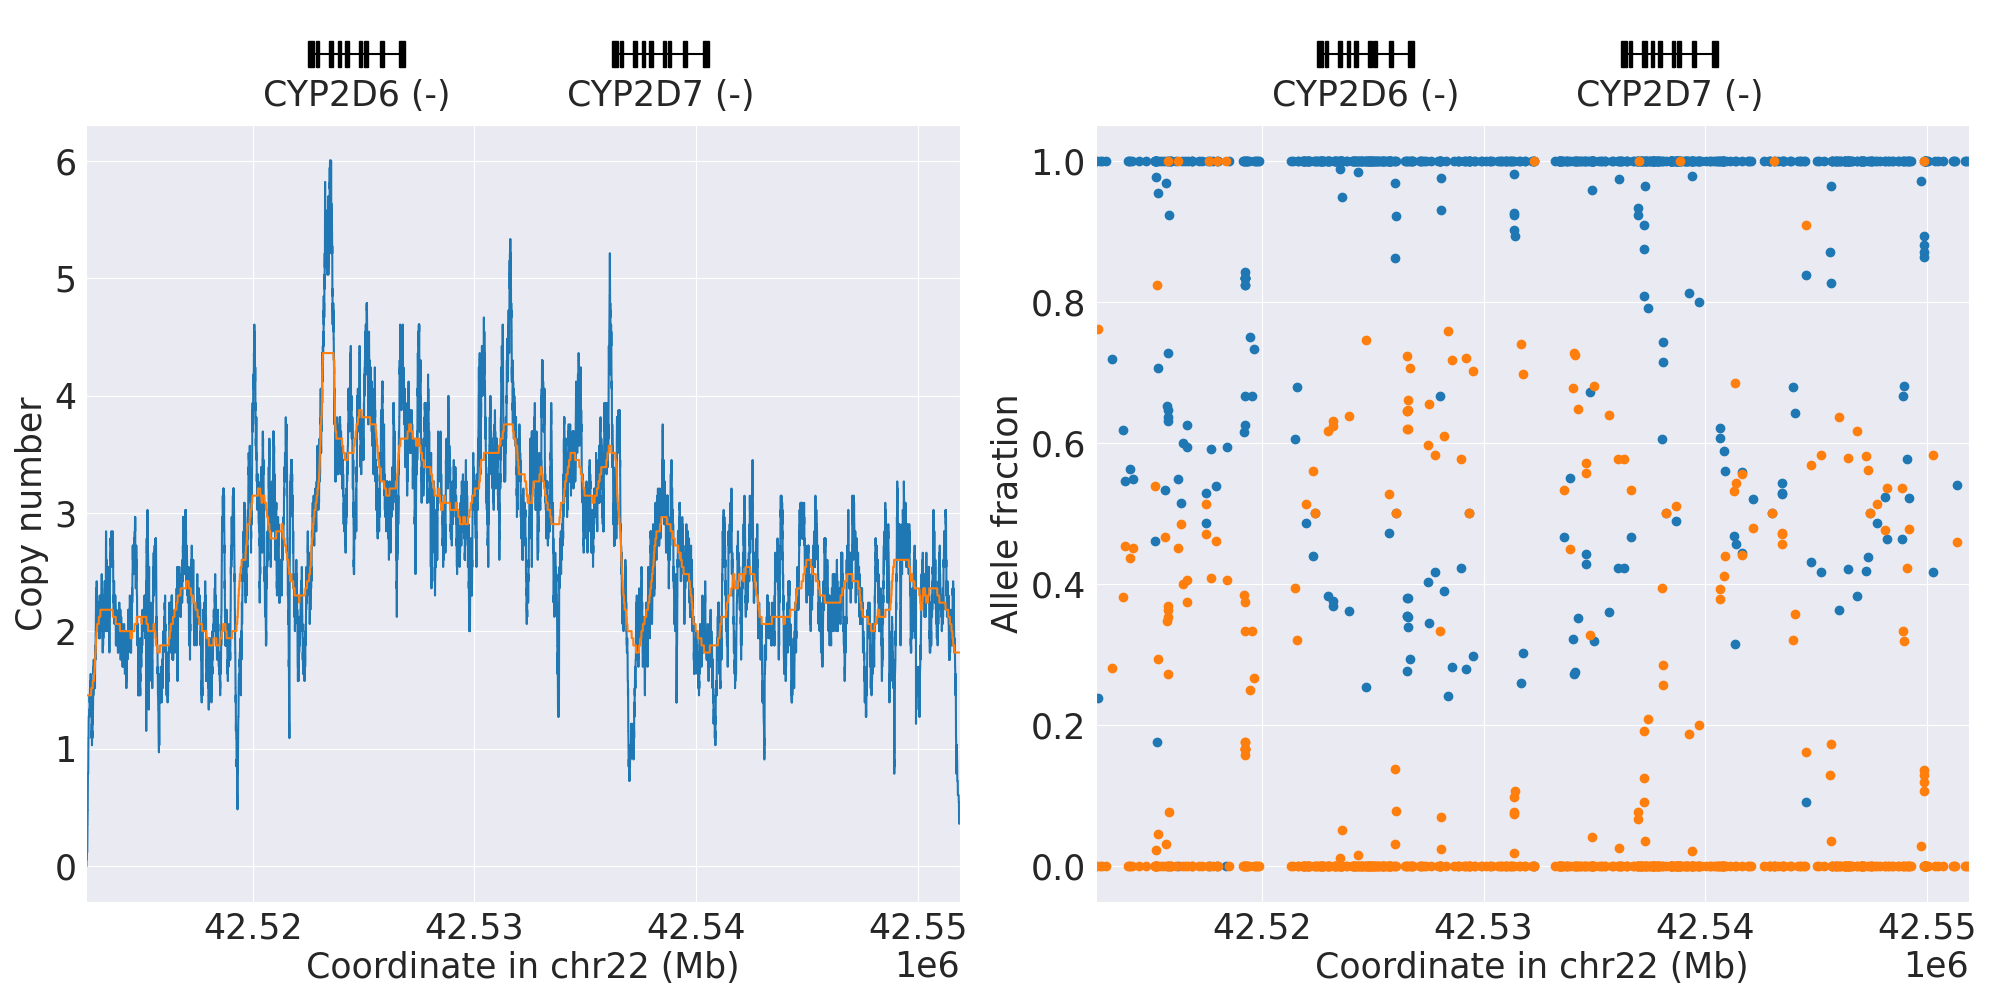 CYP2D6 (-) CYP2D7 (-)
Copy number
6
5
4
3
2
1
0
42.52 42.53 42.54 42.55
Coordinate in chr22 (Mb)
1e6
CYP2D6 (-) CYP2D7 (-)
Allele fraction
1.0
0.8
0.6
0.4
0.2
0.0
42.52 42.53 42.54 42.55
Coordinate in chr22 (Mb)
1e6